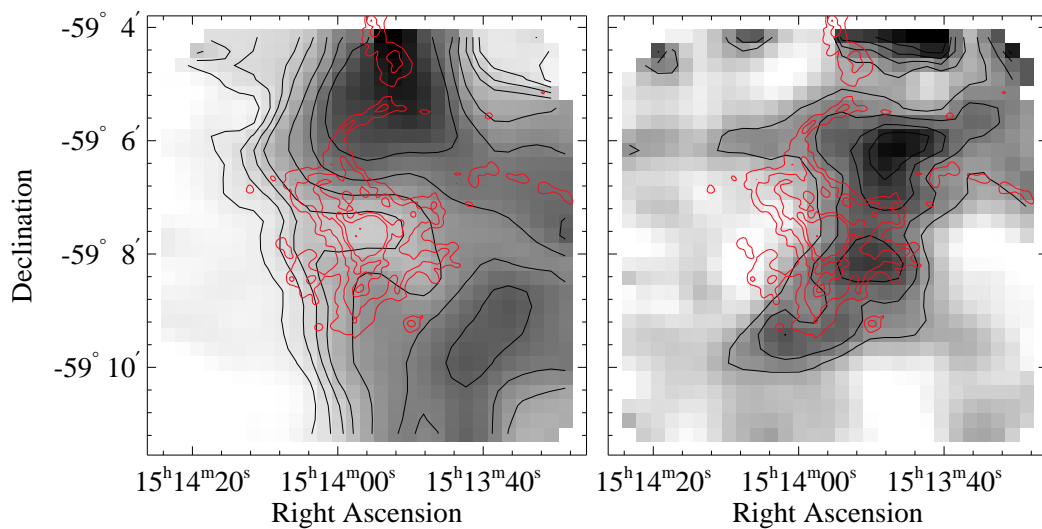 -59° 4′
-59° 6′
-59° 8′
-59° 10′
Declination
15ʰ14ᵐ20ˢ 15ʰ14ᵐ00ˢ 15ʰ13ᵐ40ˢ
15ʰ14ᵐ20ˢ 15ʰ14ᵐ00ˢ 15ʰ13ᵐ40ˢ
Right Ascension
Right Ascension